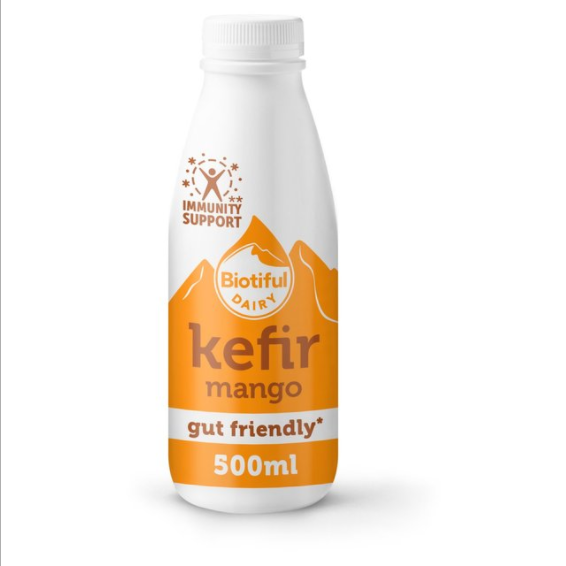 **
IMMUNITY
SUPPORT
Biotiful
DAIRY
kefir
mango
gut friendly*
500ml